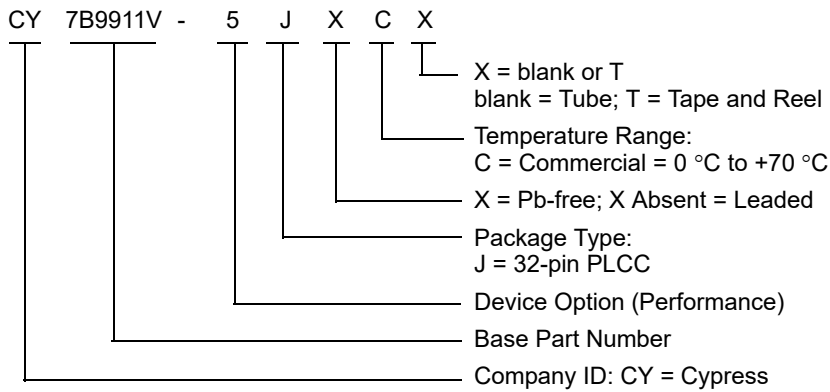 CY 7B9911V - 5 J X C X
X = blank or T
blank = Tube; T = Tape and Reel
Temperature Range:
C = Commercial = 0 °C to +70 °C
X = Pb-free; X Absent = Leaded
Package Type:
J = 32-pin PLCC
Device Option (Performance)
Base Part Number
Company ID: CY = Cypress